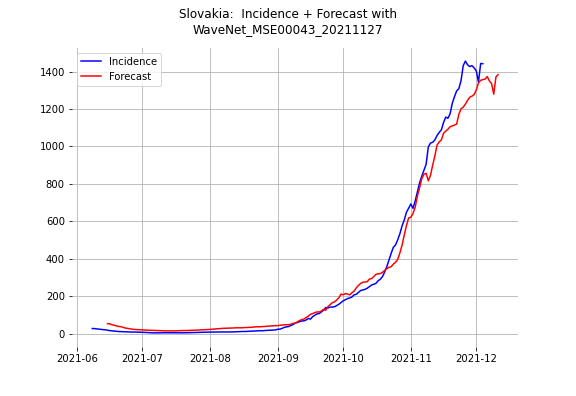 Slovakia:  Incidence + Forecast with
WaveNet_MSE00043_20211127
Incidence
Forecast
1400
1200
1000
800
600
400
200
0
2021-06 2021-07 2021-08 2021-09 2021-10 2021-11 2021-12